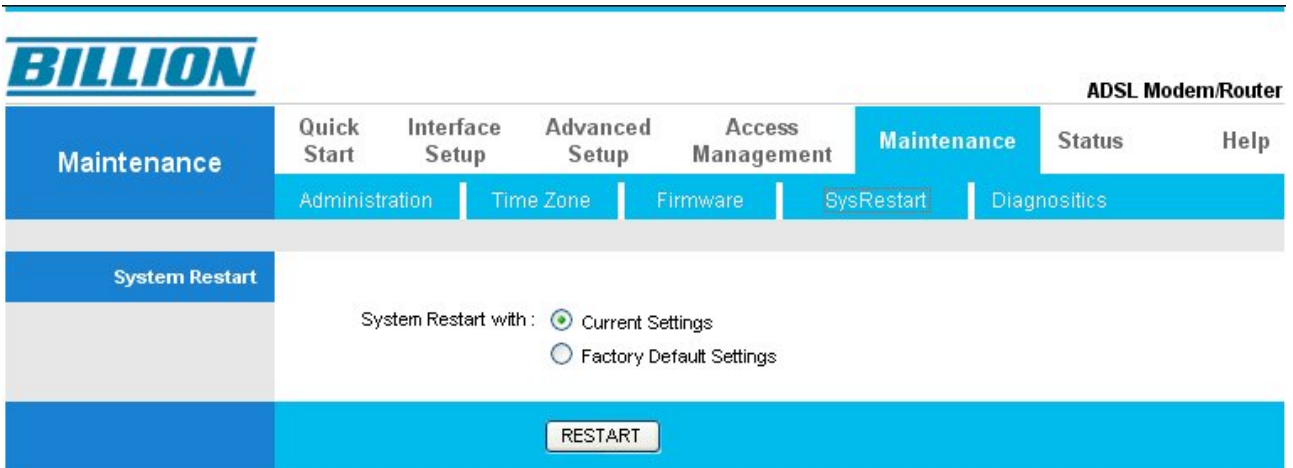 BILLION
ADSL Modem/Router
Maintenance
Quick Start
Interface Setup
Advanced Setup
Access Management
Maintenance
Status
Help
Administration
Time Zone
Firmware
SysRestart
Diagnositics
System Restart
System Restart with :
Current Settings
Factory Default Settings
RESTART